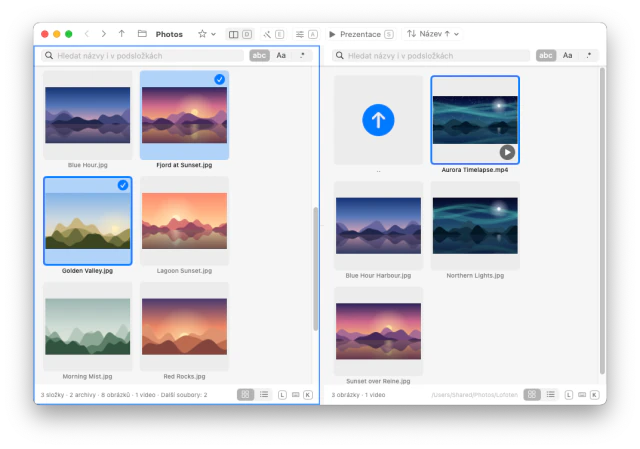 Photos D E A Prezentace S Název
Hledat názvy i v podsložkách abc Aa .*
Hledat názvy i v podsložkách abc Aa .*
Blue Hour.jpg Fjord at Sunset.jpg
.. Aurora Timelapse.mp4
Golden Valley.jpg Lagoon Sunset.jpg
Blue Hour Harbour.jpg Northern Lights.jpg
Morning Mist.jpg Red Rocks.jpg
Sunset over Reine.jpg
3 složky · 2 archivy · 8 obrázků · 1 video · Další soubory: 2 L K
3 obrázky · 1 video /Users/Shared/Photos/Lofoten L K